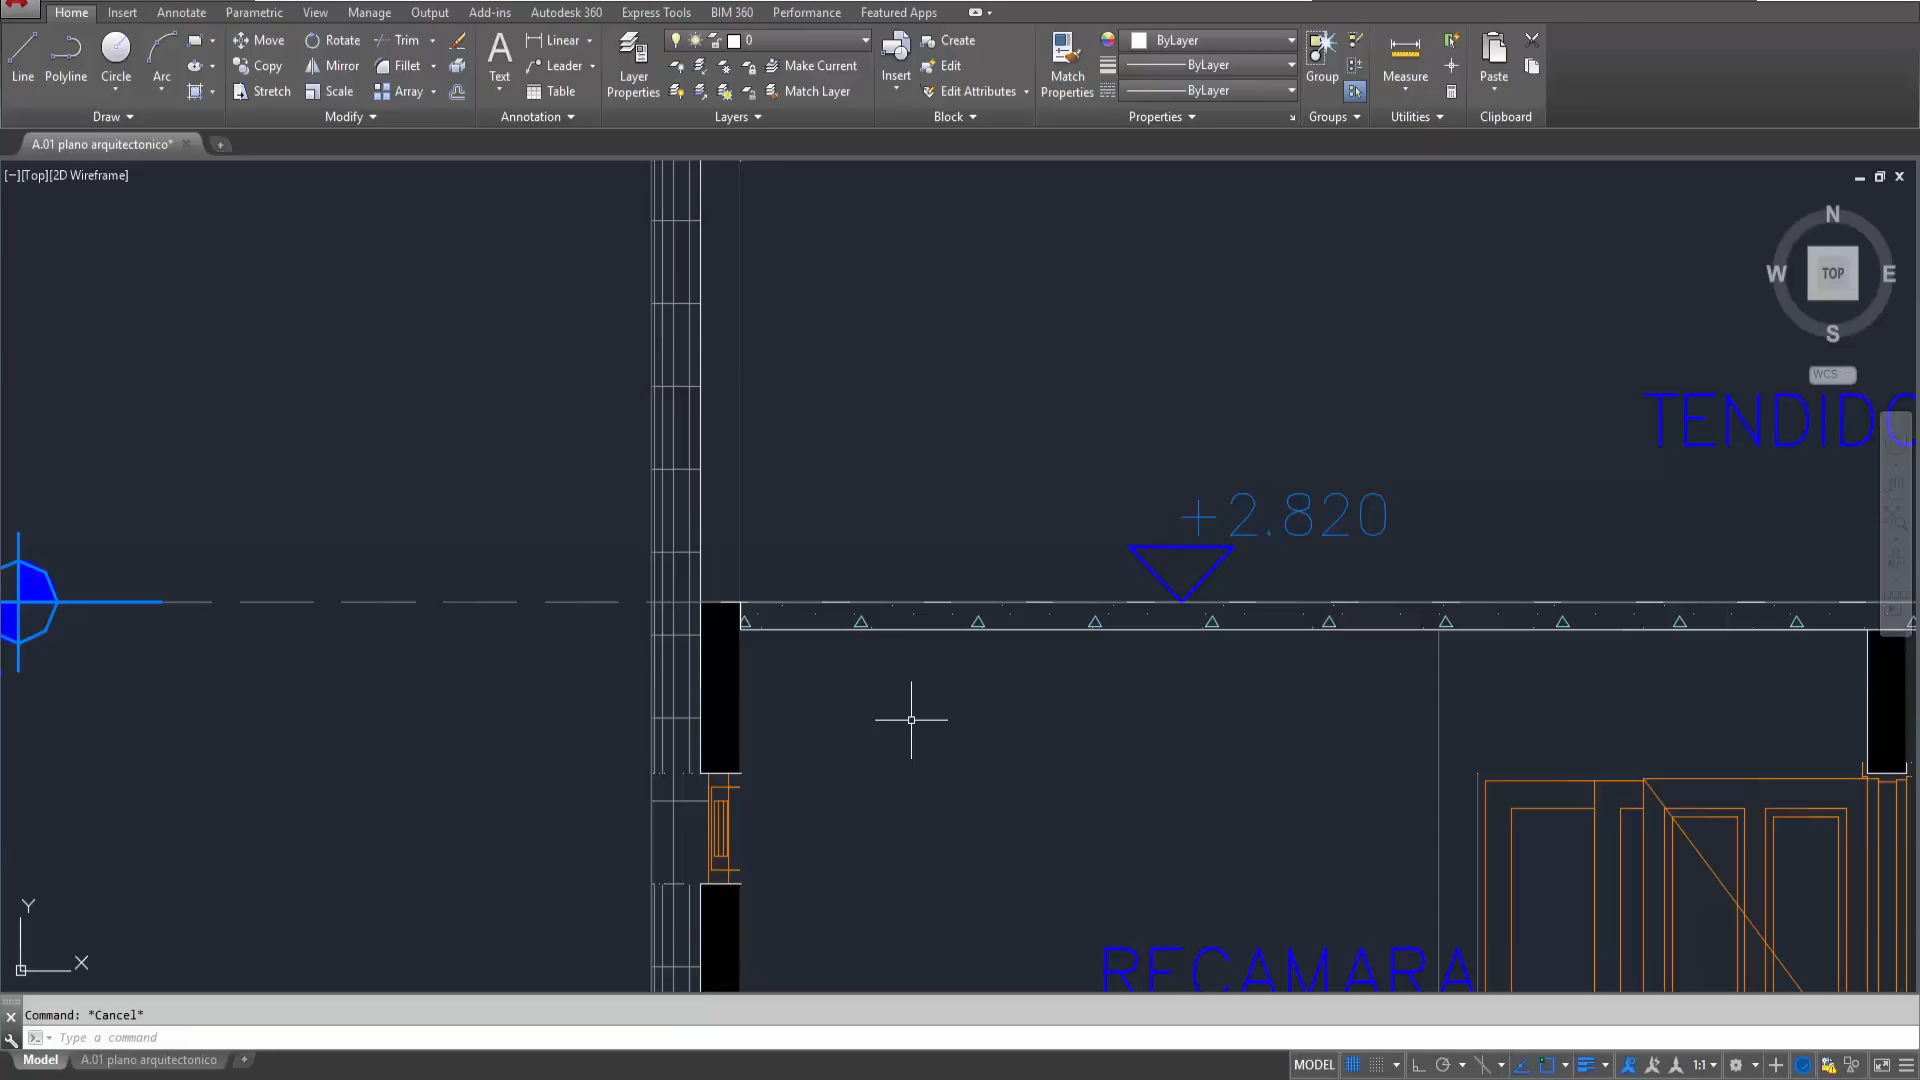 Home Insert Annotate Parametric View Manage Output Add-ins Autodesk 360 Express Tools BIM 360 Performance Featured Apps
Line Polyline Circle Arc
Draw
Move Rotate Trim
Copy Mirror Fillet
Stretch Scale Array
Modify
Text
Linear
Leader
Table
Annotation
Layer Properties
0
Make Current
Match Layer
Layers
Insert
Create
Edit
Edit Attributes
Block
Match Properties
ByLayer
ByLayer
ByLayer
Properties
Group
Groups
Measure
Utilities
Paste
Clipboard
A.01 plano arquitectonico*
[−][Top][2D Wireframe]
N
W TOP E
S
WCS
TENDIDO
+2.820
RECAMARA
Y
X
Command: *Cancel*
Type a command
Model A.01 plano arquitectonico
MODEL 1:1